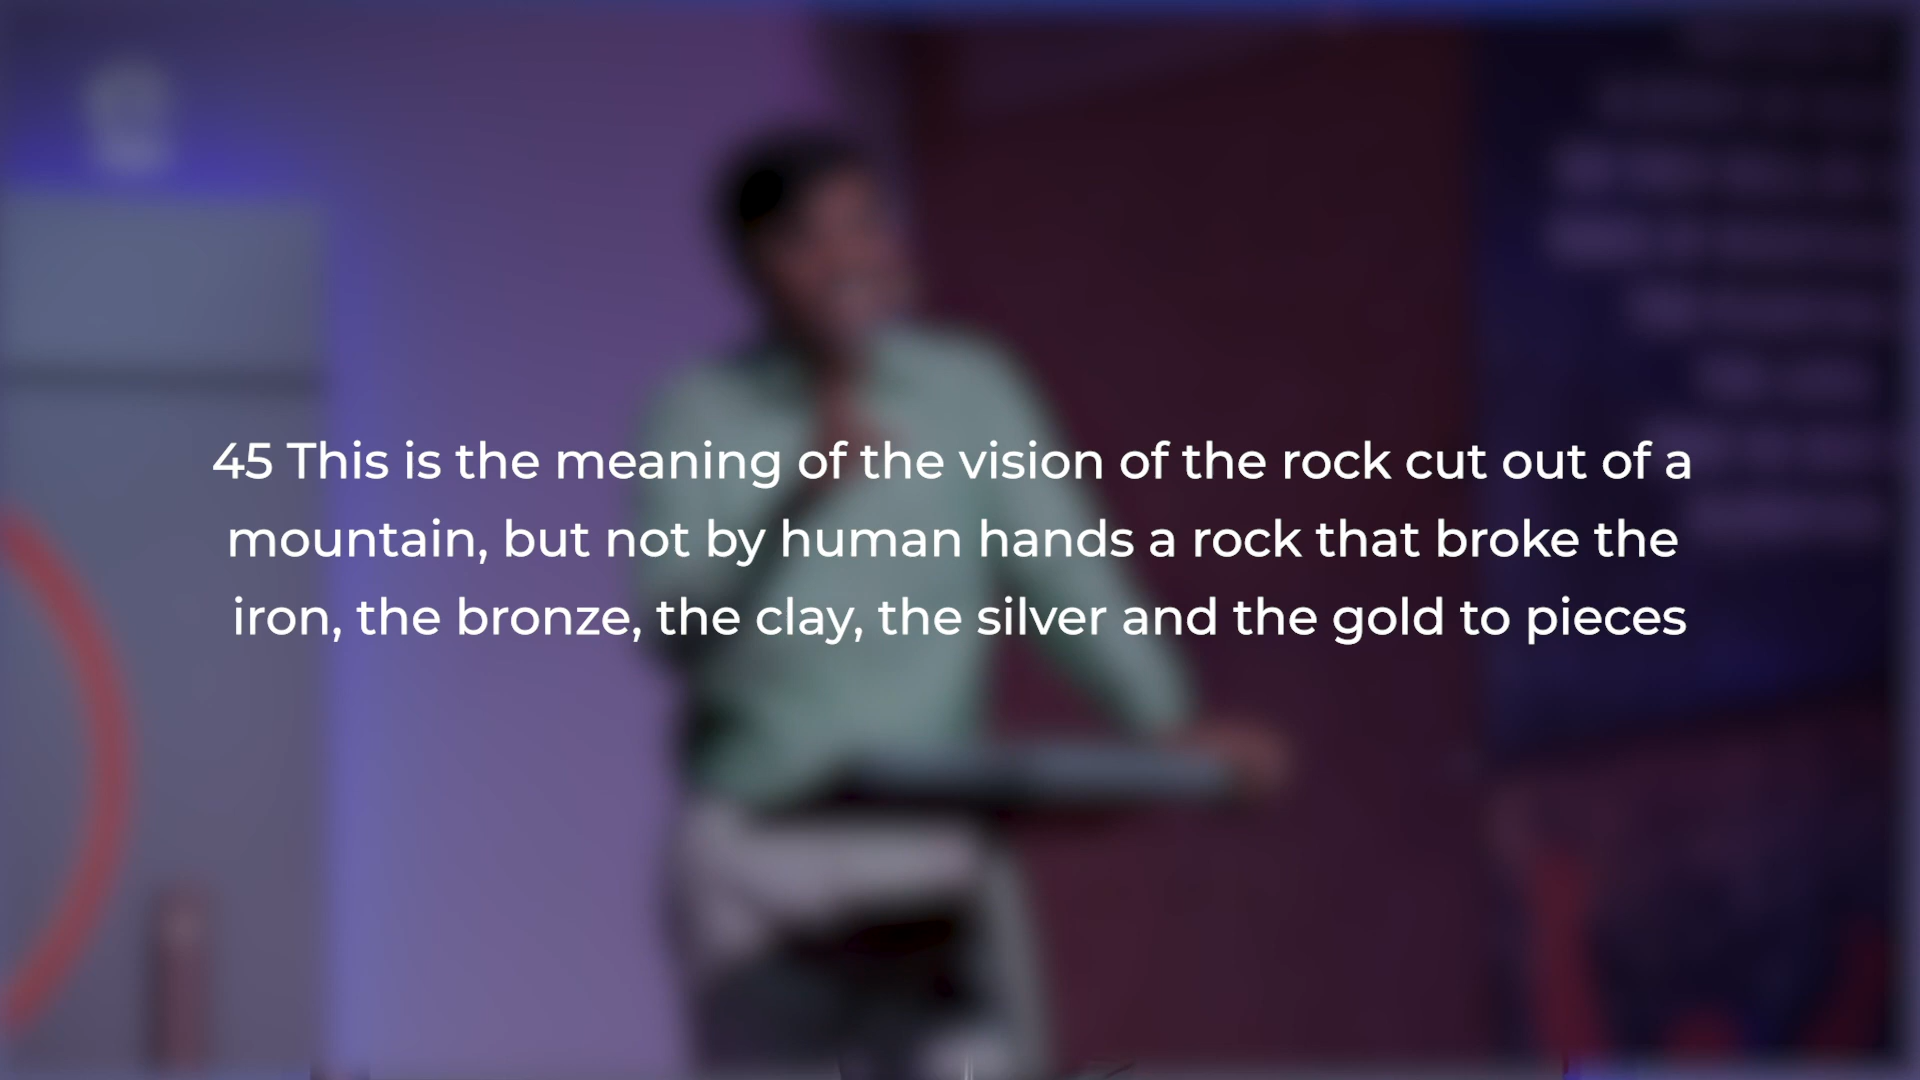 45 This is the meaning of the vision of the rock cut out of a
mountain, but not by human hands a rock that broke the
iron, the bronze, the clay, the silver and the gold to pieces